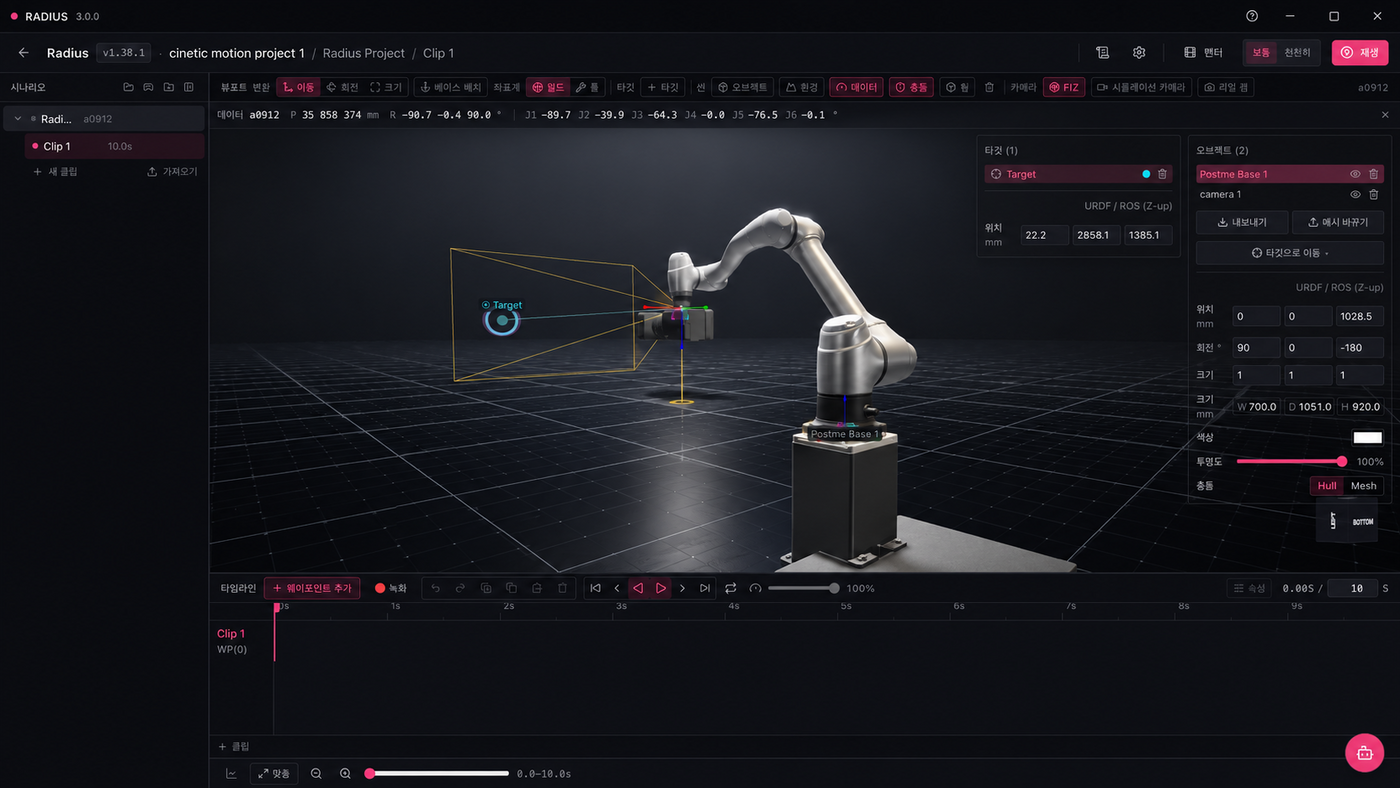 RADIUS 3.0.0
Radius v1.38.1 · cinetic motion project 1 / Radius Project / Clip 1
맨터 보통 천천히 재생
시나리오
뷰포트 변환 이동 회전 크기 베이스 배치 좌표계 월드 툴 타깃 + 타깃 씬 오브젝트 환경 데이터 충돌 팁 카메라 FIZ 시뮬레이션 카메라 리얼 캠 a0912
Radi... a0912
데이터 a0912 P 35 858 374 mm R -90.7 -0.4 90.0 ° J1 -89.7 J2 -39.9 J3 -64.3 J4 -0.0 J5 -76.5 J6 -0.1 °
Clip 1 10.0s
+ 새 클립 가져오기
타깃 (1)
Target
URDF / ROS (Z-up)
위치 mm 22.2 2858.1 1385.1
오브젝트 (2)
Postme Base 1
camera 1
내보내기 매시 바꾸기
타깃으로 이동
URDF / ROS (Z-up)
위치 mm 0 0 1028.5
회전 ° 90 0 -180
크기 1 1 1
크기 mm W 700.0 D 1051.0 H 920.0
색상
투명도 100%
충돌 Hull Mesh
BOTTOM
Target
Postme Base 1
타임라인 + 웨이포인트 추가 녹화 100% 속성 0.00S / 10 S
0s 1s 2s 3s 4s 5s 6s 7s 8s 9s
Clip 1
WP(0)
+ 클립
맞춤 0.0–10.0s